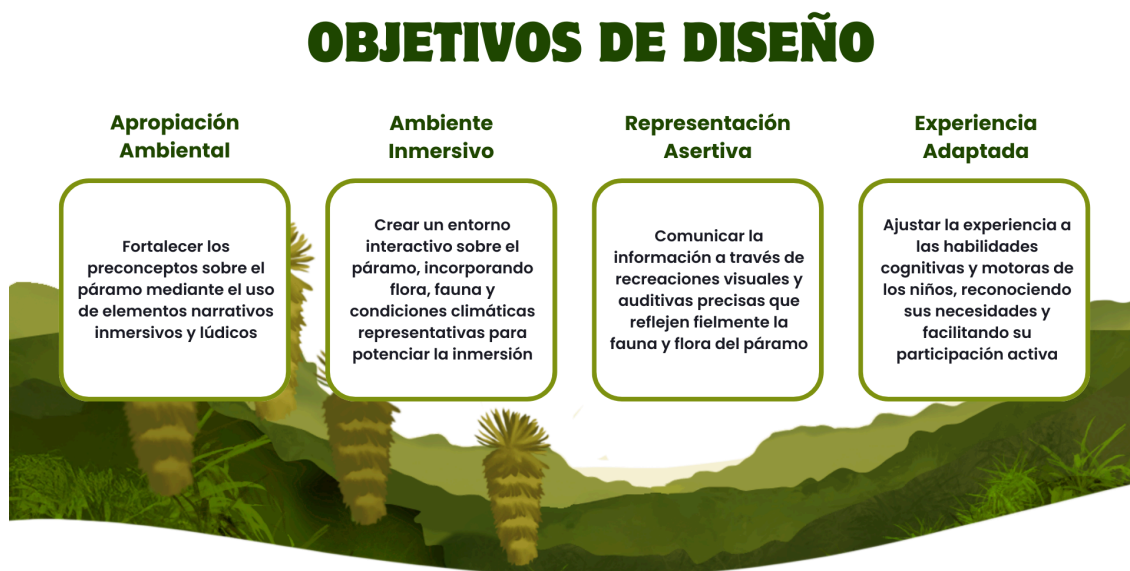 OBJETIVOS DE DISEÑO
Apropiación
Ambiental
Fortalecer los
preconceptos sobre el
páramo mediante el uso
de elementos narrativos
inmersivos y lúdicos
Ambiente
Inmersivo
Crear un entorno
interactivo sobre el
páramo, incorporando
flora, fauna y
condiciones climáticas
representativas para
potenciar la inmersión
Representación
Asertiva
Comunicar la
información a través de
recreaciones visuales y
auditivas precisas que
reflejen fielmente la
fauna y flora del páramo
Experiencia
Adaptada
Ajustar la experiencia a
las habilidades
cognitivas y motoras de
los niños, reconociendo
sus necesidades y
facilitando su
participación activa